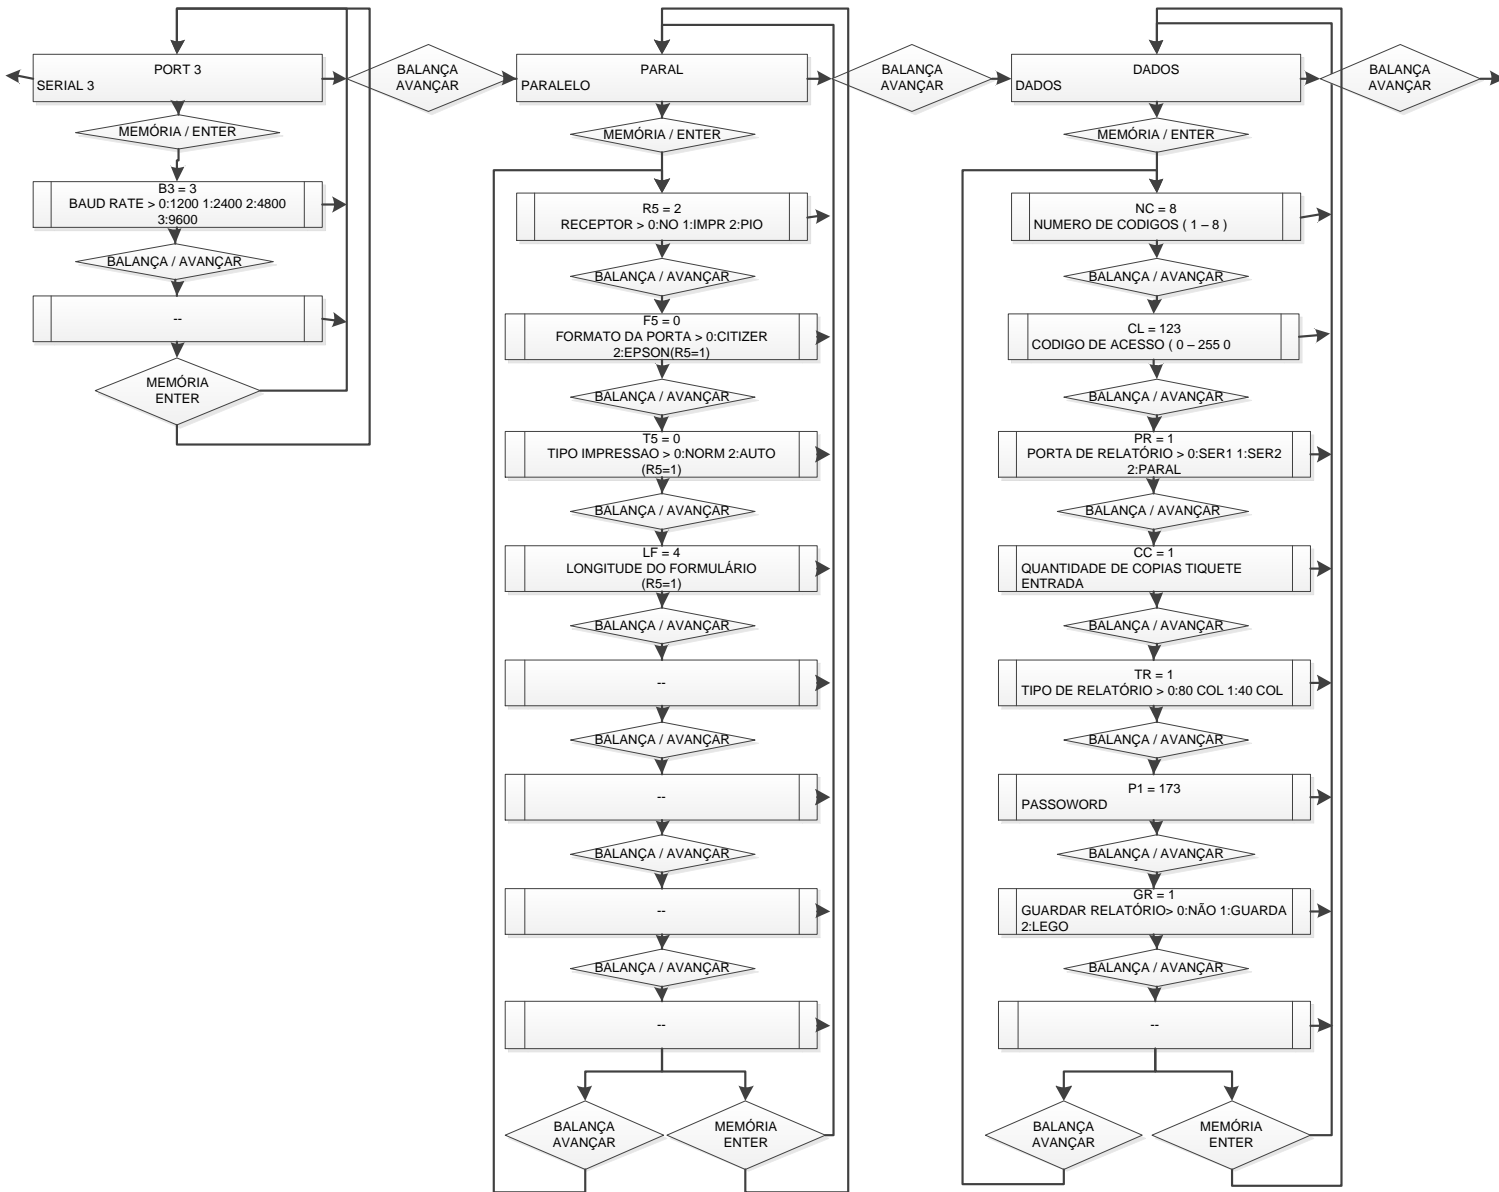 PORT 3
SERIAL 3
MEMÓRIA / ENTER
B3 = 3
BAUD RATE > 0:1200 1:2400 2:4800
3:9600
BALANÇA / AVANÇAR
--
MEMÓRIA
ENTER
BALANÇA
AVANÇAR
PARAL
PARALELO
MEMÓRIA / ENTER
R5 = 2
RECEPTOR > 0:NO 1:IMPR 2:PIO
BALANÇA / AVANÇAR
F5 = 0
FORMATO DA PORTA > 0:CITIZER
2:EPSON(R5=1)
BALANÇA / AVANÇAR
T5 = 0
TIPO IMPRESSAO > 0:NORM 2:AUTO
(R5=1)
BALANÇA / AVANÇAR
LF = 4
LONGITUDE DO FORMULÁRIO
(R5=1)
BALANÇA / AVANÇAR
--
BALANÇA / AVANÇAR
--
BALANÇA / AVANÇAR
--
BALANÇA / AVANÇAR
--
BALANÇA
AVANÇAR
MEMÓRIA
ENTER
BALANÇA
AVANÇAR
DADOS
DADOS
MEMÓRIA / ENTER
NC = 8
NUMERO DE CODIGOS ( 1 – 8 )
BALANÇA / AVANÇAR
CL = 123
CODIGO DE ACESSO ( 0 – 255 0
BALANÇA / AVANÇAR
PR = 1
PORTA DE RELATÓRIO > 0:SER1 1:SER2
2:PARAL
BALANÇA / AVANÇAR
CC = 1
QUANTIDADE DE COPIAS TIQUETE
ENTRADA
BALANÇA / AVANÇAR
TR = 1
TIPO DE RELATÓRIO > 0:80 COL 1:40 COL
BALANÇA / AVANÇAR
P1 = 173
PASSOWORD
BALANÇA / AVANÇAR
GR = 1
GUARDAR RELATÓRIO> 0:NÃO 1:GUARDA
2:LEGO
BALANÇA / AVANÇAR
--
BALANÇA
AVANÇAR
MEMÓRIA
ENTER
BALANÇA
AVANÇAR